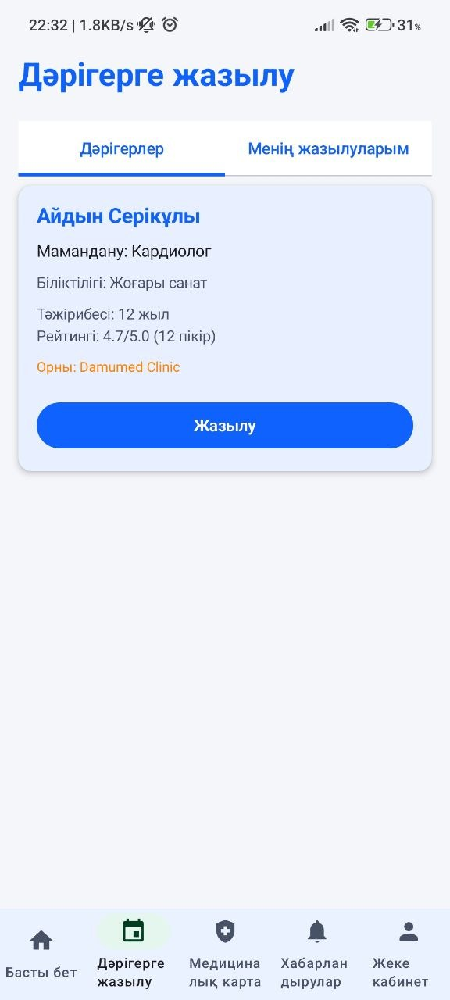 22:32 | 1.8KB/s
31%
Дәрігерге жазылу
Дәрігерлер
Менің жазылуларым
Айдын Серікұлы
Мамандану: Кардиолог
Біліктілігі: Жоғары санат
Тәжірибесі: 12 жыл
Рейтингі: 4.7/5.0 (12 пікір)
Орны: Damumed Clinic
Жазылу
Басты бет
Дәрігерге
жазылу
Медицина
лық карта
Хабарлан
дырулар
Жеке
кабинет